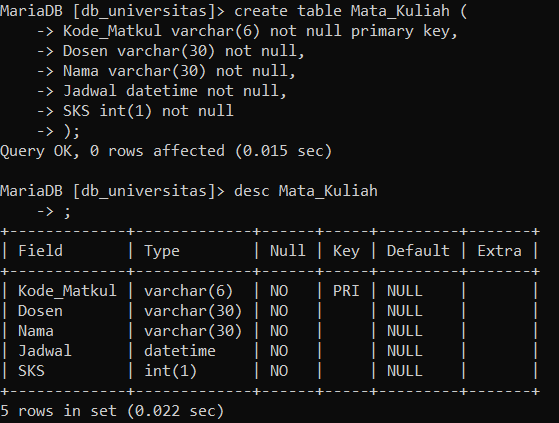 MariaDB [db_universitas]> create table Mata_Kuliah (
    -> Kode_Matkul varchar(6) not null primary key,
    -> Dosen varchar(30) not null,
    -> Nama varchar(30) not null,
    -> Jadwal datetime not null,
    -> SKS int(1) not null
    -> );
Query OK, 0 rows affected (0.015 sec)

MariaDB [db_universitas]> desc Mata_Kuliah
    -> ;
+-------------+-------------+------+-----+---------+-------+
| Field       | Type        | Null | Key | Default | Extra |
+-------------+-------------+------+-----+---------+-------+
| Kode_Matkul | varchar(6)  | NO   | PRI | NULL    |       |
| Dosen       | varchar(30) | NO   |     | NULL    |       |
| Nama        | varchar(30) | NO   |     | NULL    |       |
| Jadwal      | datetime    | NO   |     | NULL    |       |
| SKS         | int(1)      | NO   |     | NULL    |       |
+-------------+-------------+------+-----+---------+-------+
5 rows in set (0.022 sec)